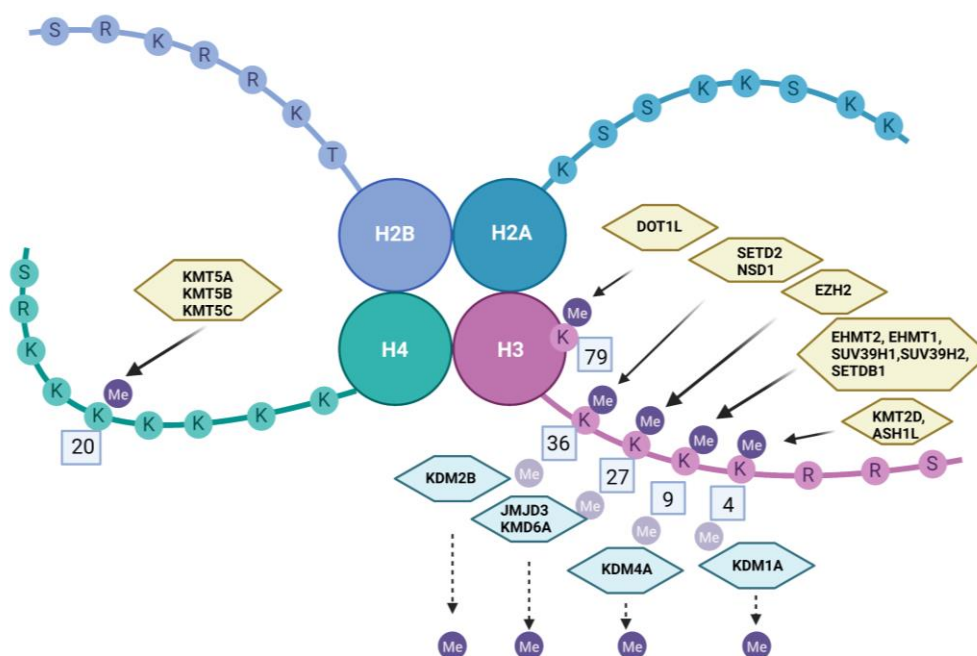 S R K R R K T
K S S K K S K K
H2B
H2A
H4
H3
DOT1L
SETD2
NSD1
EZH2
EHMT2, EHMT1,
SUV39H1,SUV39H2,
SETDB1
KMT2D,
ASH1L
KMT5A
KMT5B
KMT5C
Me
S R K K K K K K K
20
Me
K
79
Me
Me
Me
Me
K K K K R R S
36
27
9
4
Me
Me
Me
Me
KDM2B
JMJD3
KMD6A
KDM4A
KDM1A
Me
Me
Me
Me